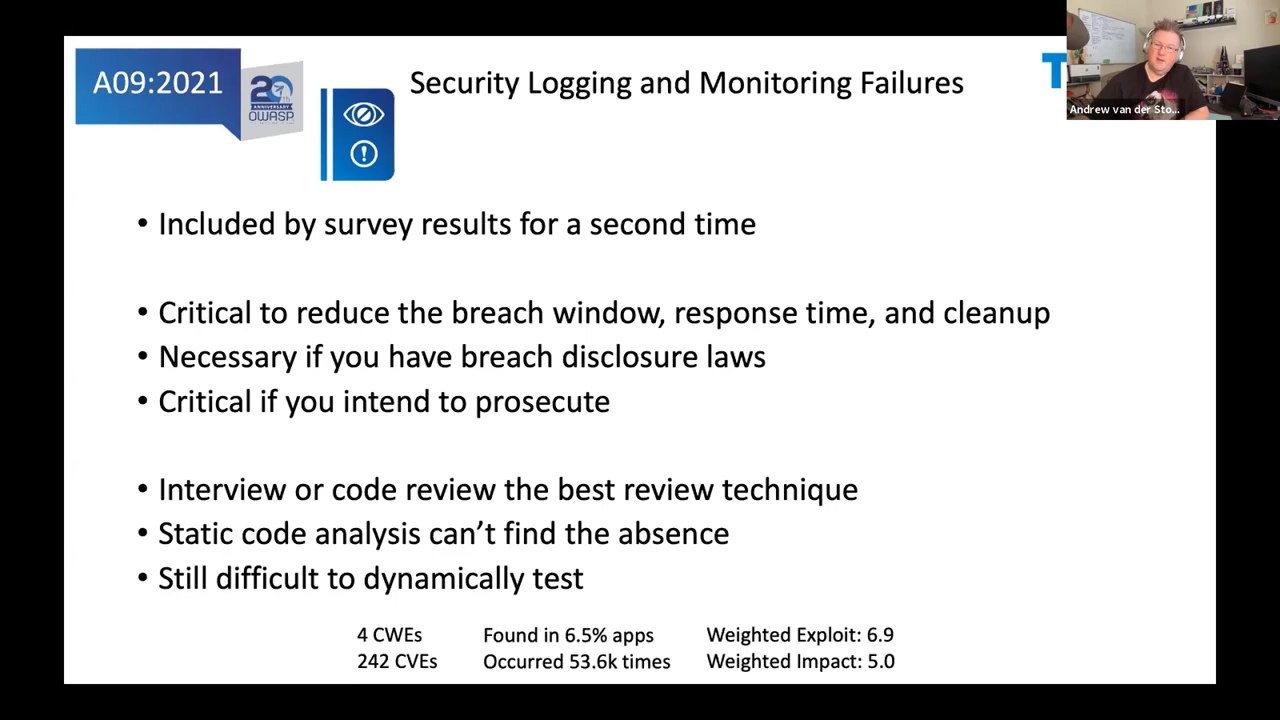 A09:2021
20th
ANNIVERSARY
OWASP
Security Logging and Monitoring Failures
T
Andrew van der Sto...
• Included by survey results for a second time
• Critical to reduce the breach window, response time, and cleanup
• Necessary if you have breach disclosure laws
• Critical if you intend to prosecute
• Interview or code review the best review technique
• Static code analysis can’t find the absence
• Still difficult to dynamically test
4 CWEs Found in 6.5% apps Weighted Exploit: 6.9
242 CVEs Occurred 53.6k times Weighted Impact: 5.0